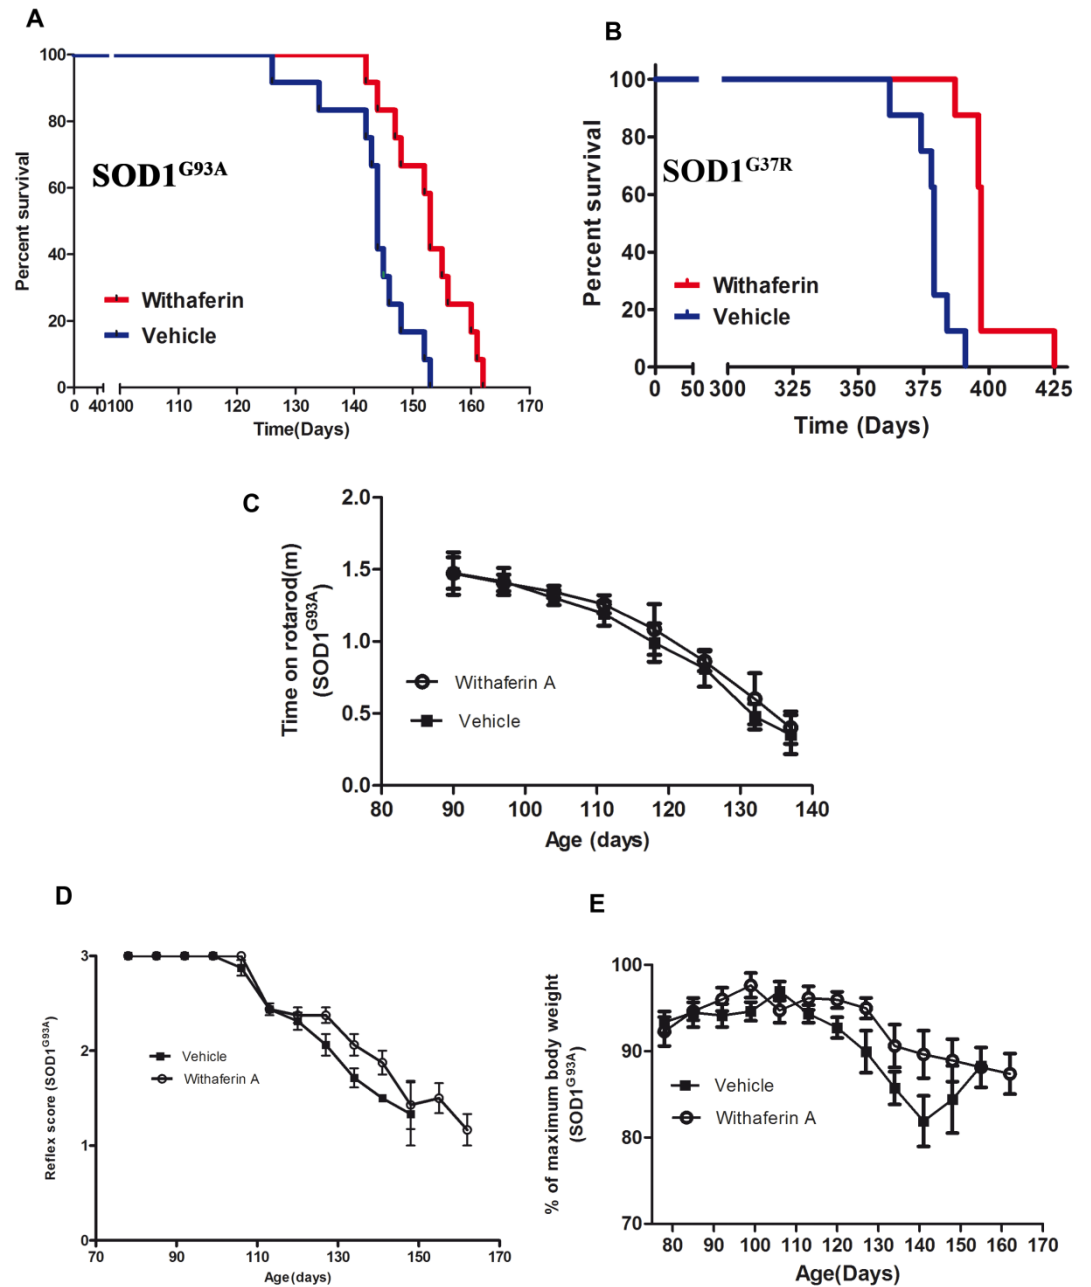 A
100
80
60
40
20
0
Percent survival
SOD1G93A
Withaferin
Vehicle
0 40 100 110 120 130 140 150 160 170
Time(Days)
B
100
80
60
40
20
0
Percent survival
SOD1G37R
Withaferin
Vehicle
0 50 300 325 350 375 400 425
Time (Days)
C
2.0
1.5
1.0
0.5
0.0
Time on rotarod(m)
(SOD1G93A)
Withaferin A
Vehicle
80 90 100 110 120 130 140
Age (days)
D
3
2
1
0
Reflex score (SOD1G93A)
Vehicle
Withaferin A
70 90 110 130 150 170
Age(days)
E
100
90
80
70
% of maximum body weight
(SOD1G93A)
Vehicle
Withaferin A
80 90 100 110 120 130 140 150 160 170
Age(Days)